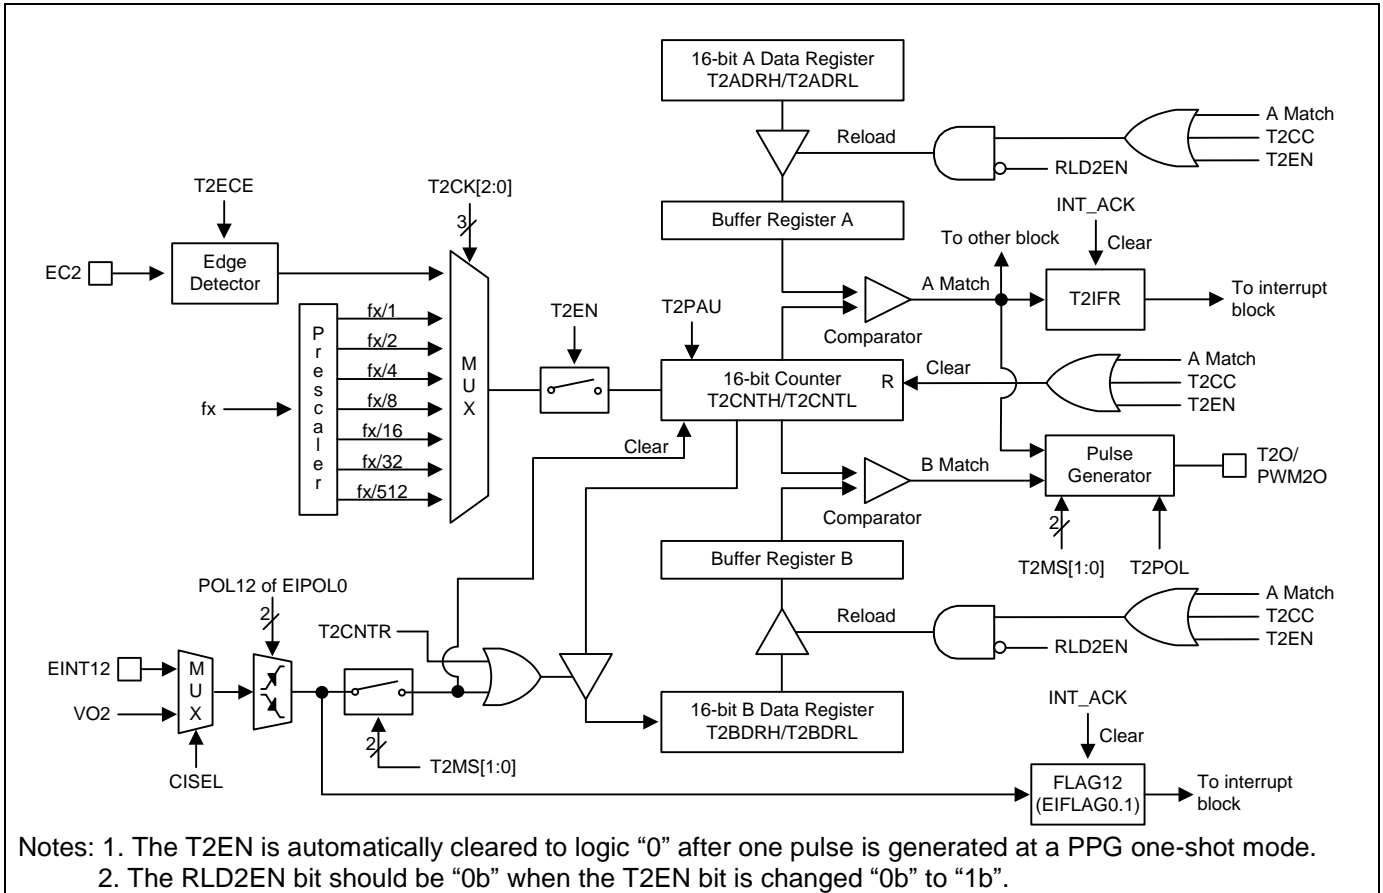 16-bit A Data Register
T2ADRH/T2ADRL
Reload
A Match
T2CC
T2EN
RLD2EN
T2ECE
T2CK[2:0]
3
Buffer Register A
INT_ACK
Clear
To other block
EC2
Edge
Detector
A Match
T2IFR
To interrupt
block
Comparator
fx
Prescaler
fx/1
fx/2
fx/4
fx/8
fx/16
fx/32
fx/512
MUX
T2EN
T2PAU
16-bit Counter
T2CNTH/T2CNTL
R
Clear
A Match
T2CC
T2EN
Clear
B Match
Comparator
Pulse
Generator
T2O/
PWM2O
2
T2MS[1:0]
T2POL
Buffer Register B
Reload
A Match
T2CC
T2EN
RLD2EN
POL12 of EIPOL0
2
T2CNTR
EINT12
VO2
MUX
CISEL
2
T2MS[1:0]
16-bit B Data Register
T2BDRH/T2BDRL
INT_ACK
Clear
FLAG12
(EIFLAG0.1)
To interrupt
block
Notes: 1. The T2EN is automatically cleared to logic “0” after one pulse is generated at a PPG one-shot mode.
2. The RLD2EN bit should be “0b” when the T2EN bit is changed “0b” to “1b”.